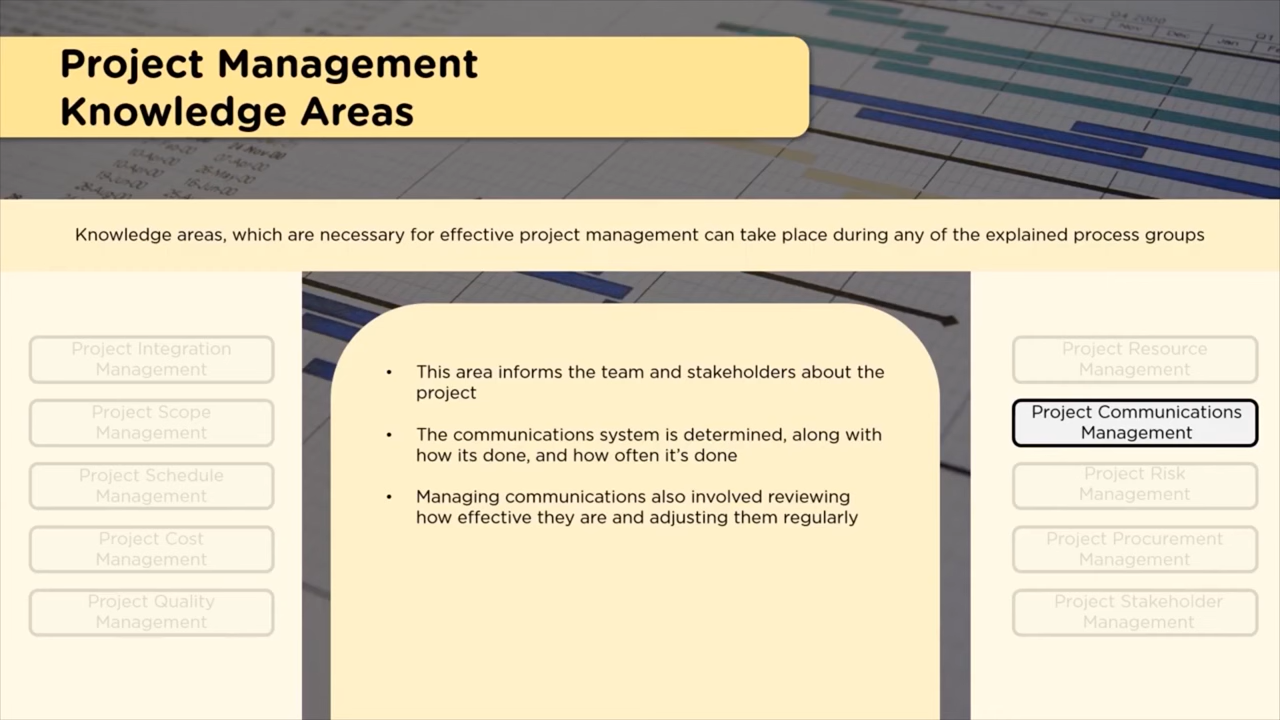 Project Management
Knowledge Areas
Knowledge areas, which are necessary for effective project management can take place during any of the explained process groups
Project Integration
Management
Project Scope
Management
Project Schedule
Management
Project Cost
Management
Project Quality
Management
• This area informs the team and stakeholders about the
project
• The communications system is determined, along with
how its done, and how often it's done
• Managing communications also involved reviewing
how effective they are and adjusting them regularly
Project Resource
Management
Project Communications
Management
Project Risk
Management
Project Procurement
Management
Project Stakeholder
Management